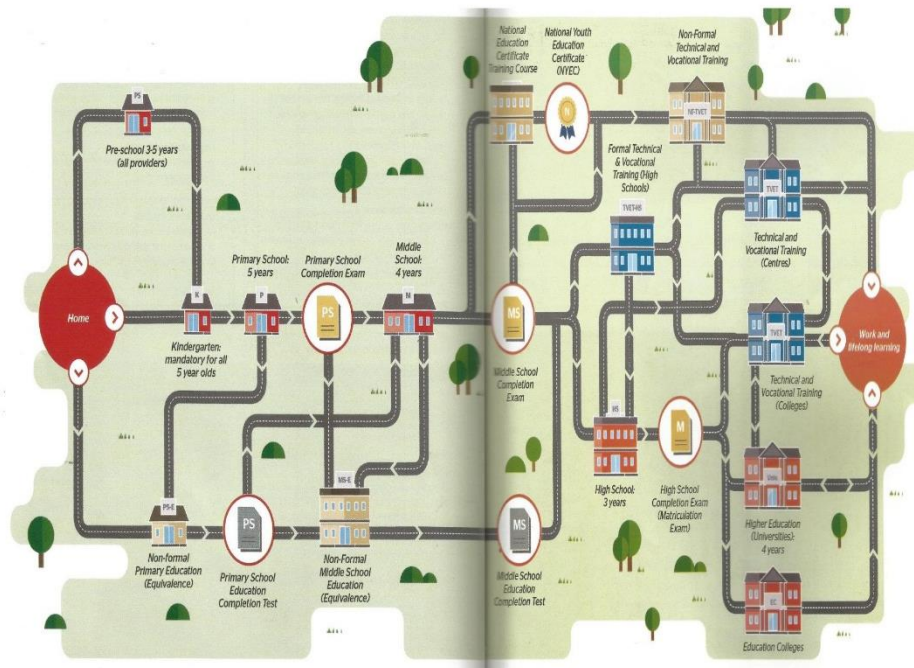 PS
Pre-school 3-5 years
(all providers)
Home
K
Kindergarten:
mandatory for all
5 year olds
Primary School:
5 years
P
Primary School
Completion Exam
PS
Middle
School:
4 years
PS-E
Non-formal
Primary Education
(Equivalence)
PS
Primary School
Education
Completion Test
MS-E
Non-Formal
Middle School
Education
(Equivalence)
National
Education
Certificate
Training Course
National Youth
Education
Certificate
(NYEC)
N
Non-Formal
Technical and
Vocational Training
NF-TVET
Formal Technical
& Vocational
Training (High
Schools)
TVET-HS
TVET
Technical and
Vocational Training
(Centres)
MS
Middle School
Completion
Exam
TVET
Technical and
Vocational Training
(Colleges)
Work and
lifelong learning
HS
High School:
3 years
M
High School
Completion Exam
(Matriculation
Exam)
Higher Education
(Universities):
4 years
MS
Middle School
Education
Completion Test
EC
Education Colleges